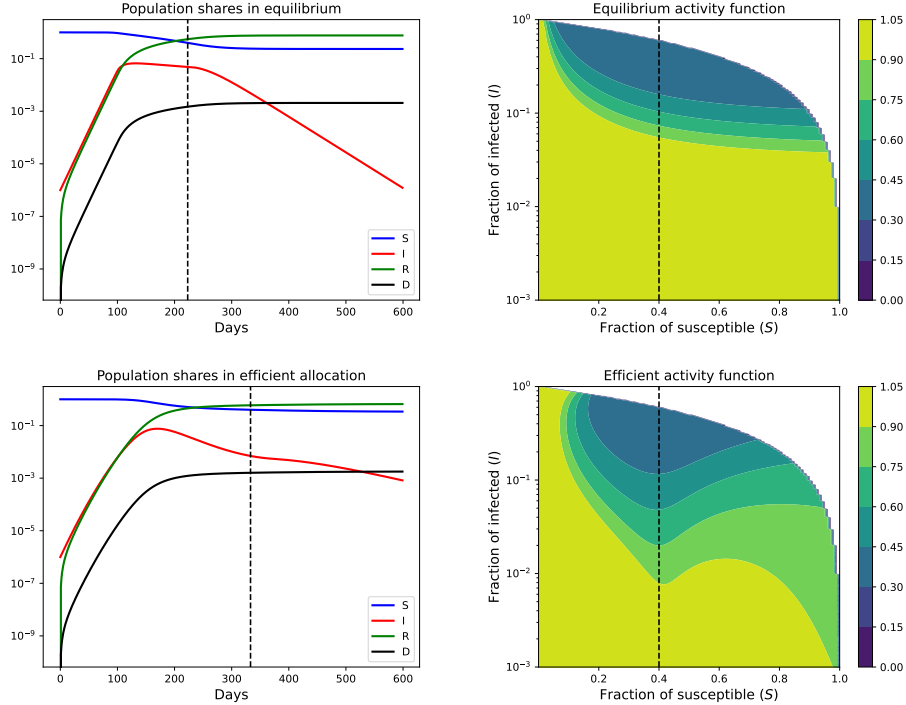 Population shares in equilibrium
10⁻¹
10⁻³
10⁻⁵
10⁻⁷
10⁻⁹
S
I
R
D
0 100 200 300 400 500 600
Days
Equilibrium activity function
Fraction of infected (I)
10⁰
10⁻¹
10⁻²
10⁻³
0.2 0.4 0.6 0.8 1.0
Fraction of susceptible (S)
1.05
0.90
0.75
0.60
0.45
0.30
0.15
0.00
Population shares in efficient allocation
10⁻¹
10⁻³
10⁻⁵
10⁻⁷
10⁻⁹
S
I
R
D
0 100 200 300 400 500 600
Days
Efficient activity function
Fraction of infected (I)
10⁰
10⁻¹
10⁻²
10⁻³
0.2 0.4 0.6 0.8 1.0
Fraction of susceptible (S)
1.05
0.90
0.75
0.60
0.45
0.30
0.15
0.00